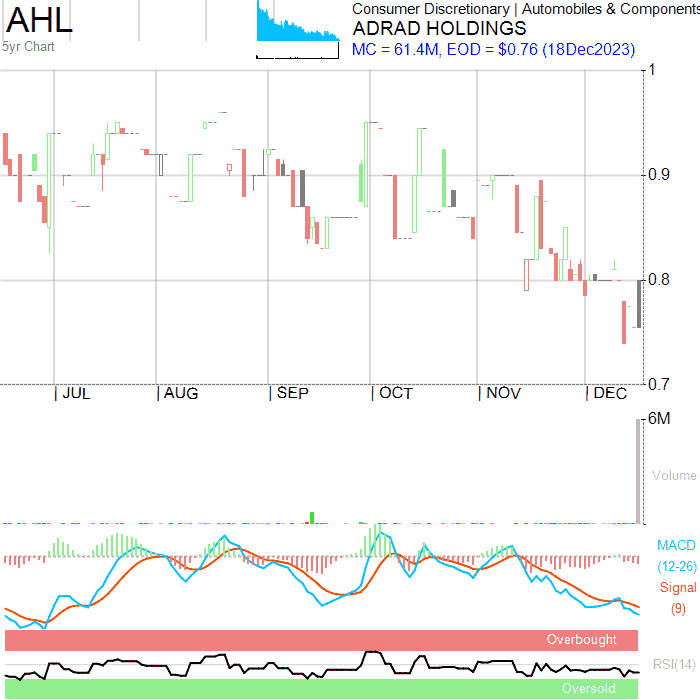 AHL
5yr Chart
Consumer Discretionary | Automobiles & Components
ADRAD HOLDINGS
MC = 61.4M, EOD = $0.76 (18Dec2023)
1
0.9
0.8
0.7
| JUL | AUG | SEP | OCT | NOV | DEC
6M
Volume
MACD
(12-26)
Signal
(9)
Overbought
RSI(14)
Oversold